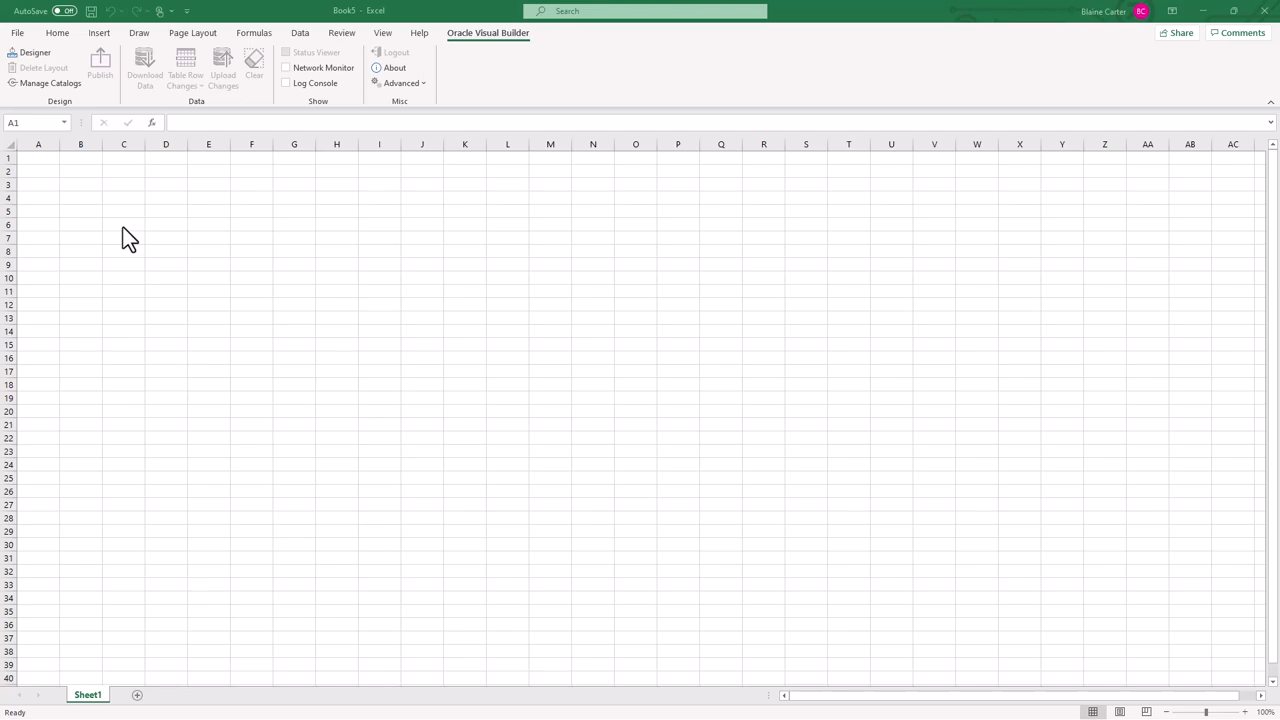 AutoSave Off Book5 - Excel Search Blaine Carter BC
File Home Insert Draw Page Layout Formulas Data Review View Help Oracle Visual Builder Share Comments
Designer
Delete Layout
Manage Catalogs
Publish
Design
Download Data
Table Row Changes
Upload Changes
Clear
Data
Status Viewer
Network Monitor
Log Console
Show
Logout
About
Advanced
Misc
A1 fx
A B C D E F G H I J K L M N O P Q R S T U V W X Y Z AA AB AC
1
2
3
4
5
6
7
8
9
10
11
12
13
14
15
16
17
18
19
20
21
22
23
24
25
26
27
28
29
30
31
32
33
34
35
36
37
38
39
40
Sheet1
Ready 100%